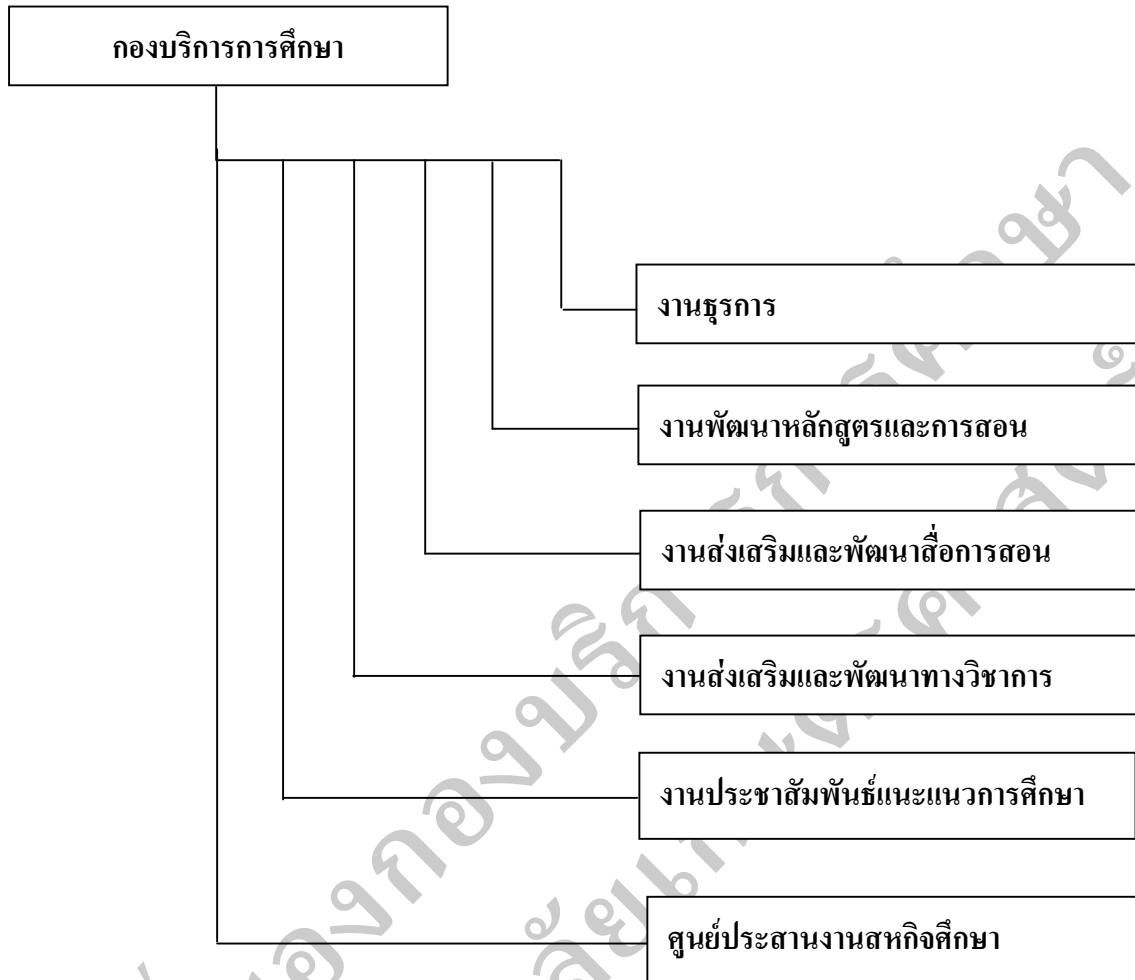 กองบริการการศึกษา
งานธุรการ
งานพัฒนาหลักสูตรและการสอน
งานส่งเสริมและพัฒนาสื่อการสอน
งานส่งเสริมและพัฒนาทางวิชาการ
งานประชาสัมพันธ์แนะแนวการศึกษา
ศูนย์ประสานงานสหกิจศึกษา